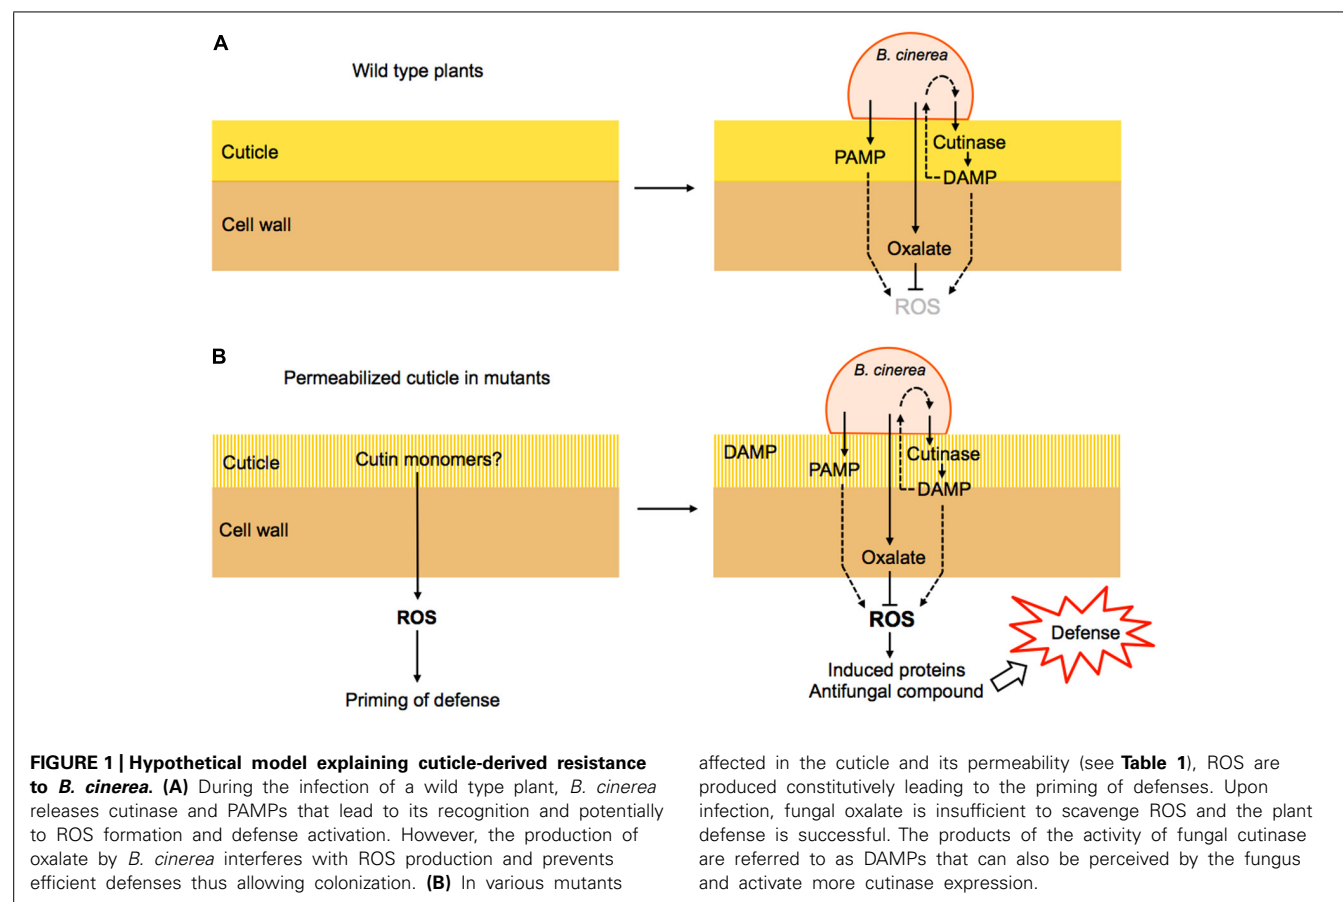 A
Wild type plants
Cuticle
Cell wall
B. cinerea
PAMP
Cutinase
DAMP
Oxalate
ROS
B
Permeabilized cuticle in mutants
Cuticle
Cutin monomers?
Cell wall
ROS
Priming of defense
B. cinerea
DAMP
PAMP
Cutinase
DAMP
Oxalate
ROS
Induced proteins
Antifungal compound
Defense
FIGURE 1 | Hypothetical model explaining cuticle-derived resistance
to B. cinerea. (A) During the infection of a wild type plant, B. cinerea
releases cutinase and PAMPs that lead to its recognition and potentially
to ROS formation and defense activation. However, the production of
oxalate by B. cinerea interferes with ROS production and prevents
efficient defenses thus allowing colonization. (B) In various mutants
affected in the cuticle and its permeability (see Table 1), ROS are
produced constitutively leading to the priming of defenses. Upon
infection, fungal oxalate is insufficient to scavenge ROS and the plant
defense is successful. The products of the activity of fungal cutinase
are referred to as DAMPs that can also be perceived by the fungus
and activate more cutinase expression.